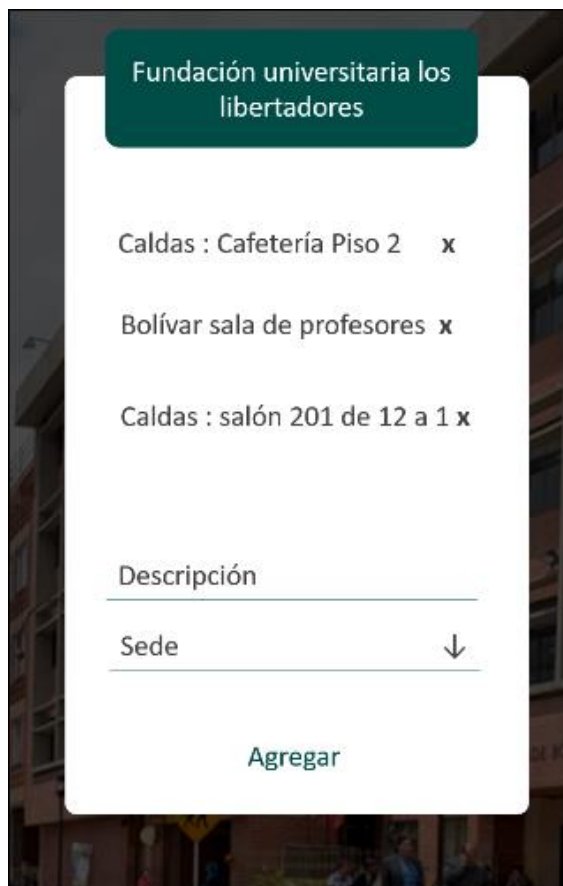 Fundación universitaria los
libertadores
Caldas : Cafetería Piso 2 x
Bolívar sala de profesores x
Caldas : salón 201 de 12 a 1 x
Descripción
Sede ↓
Agregar